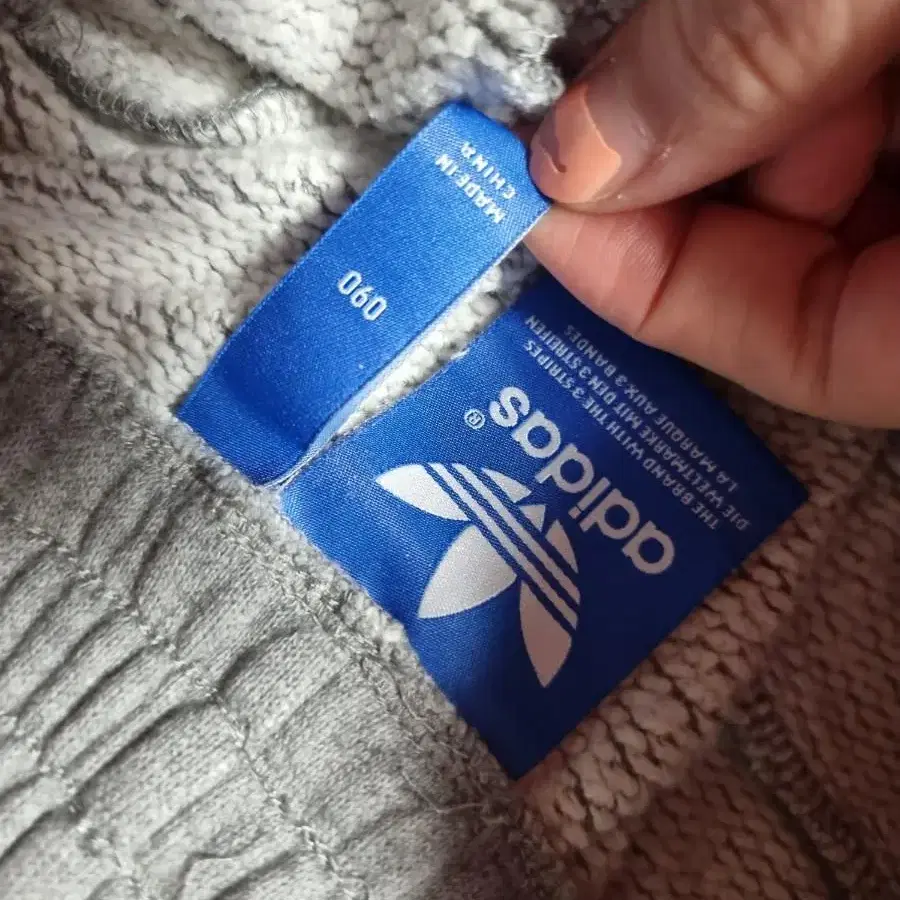 MADE IN
CHINA
090
adidas®
THE BRAND WITH THE 3 STRIPES
DIE WELTMARKE MIT DEN 3 STREIFEN
LA MARQUE AUX 3 BANDES